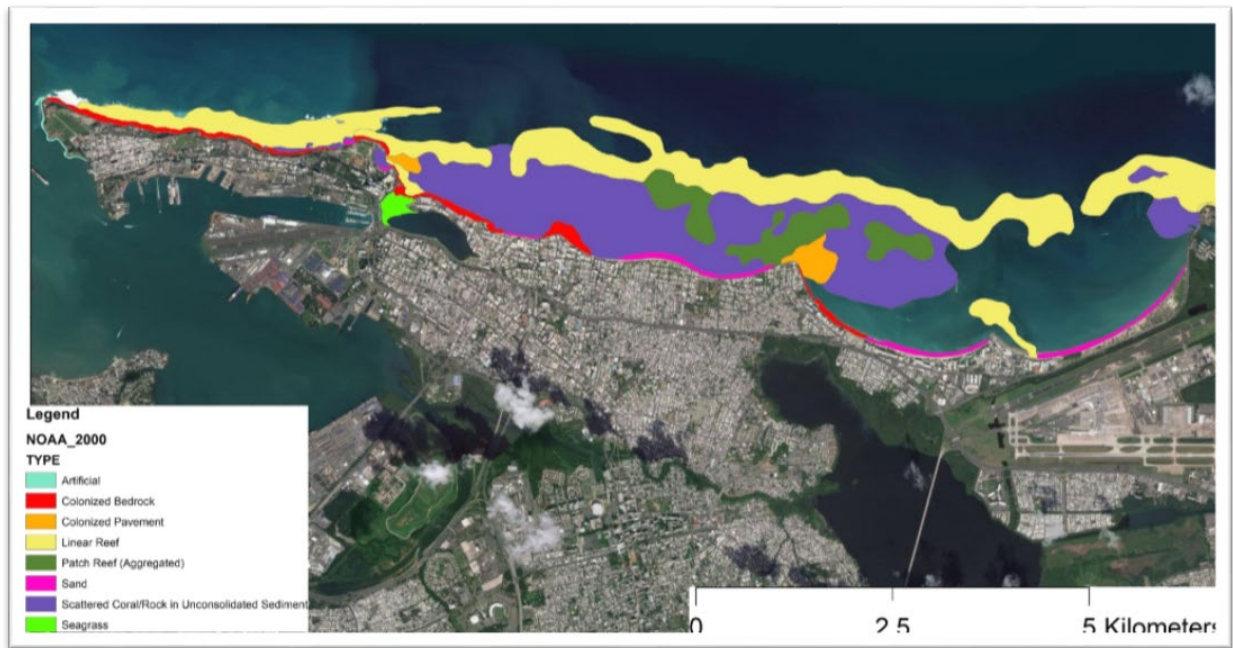 Legend
NOAA_2000
TYPE
Artificial
Colonized Bedrock
Colonized Pavement
Linear Reef
Patch Reef (Aggregated)
Sand
Scattered Coral/Rock in Unconsolidated Sediment
Seagrass
0 2.5 5 Kilometers